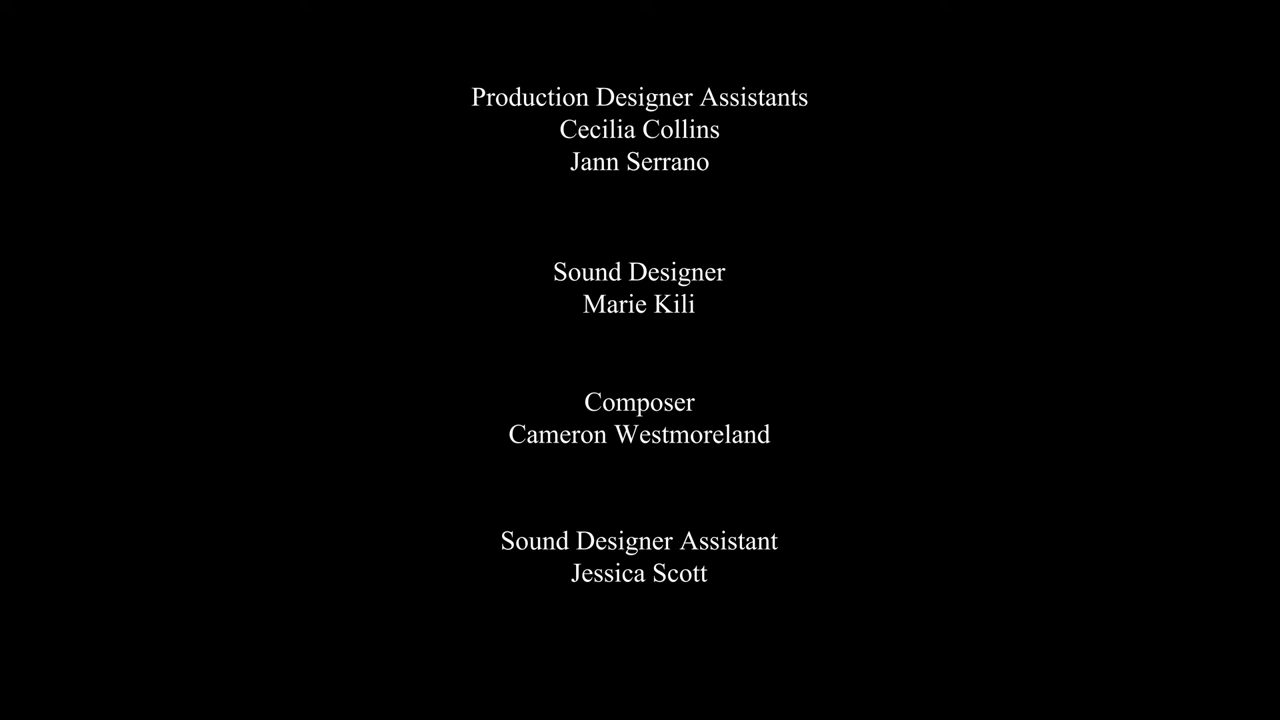 Production Designer Assistants
Cecilia Collins
Jann Serrano
Sound Designer
Marie Kili
Composer
Cameron Westmoreland
Sound Designer Assistant
Jessica Scott